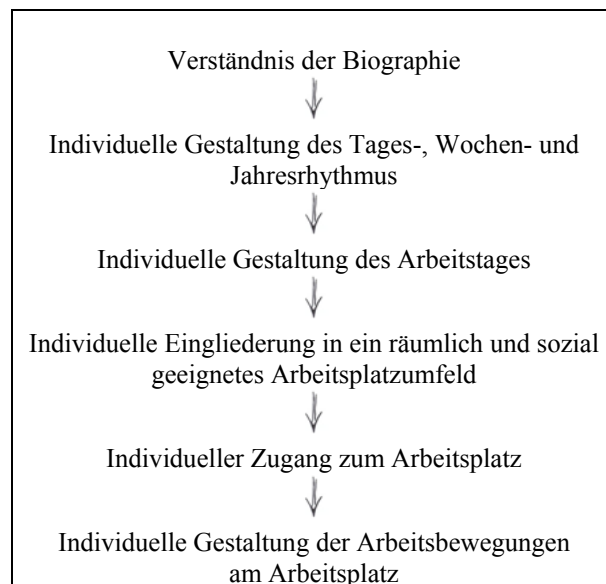 Verständnis der Biographie
Individuelle Gestaltung des Tages-, Wochen- und
Jahresrhythmus
Individuelle Gestaltung des Arbeitstages
Individuelle Eingliederung in ein räumlich und sozial
geeignetes Arbeitsplatzumfeld
Individueller Zugang zum Arbeitsplatz
Individuelle Gestaltung der Arbeitsbewegungen
am Arbeitsplatz